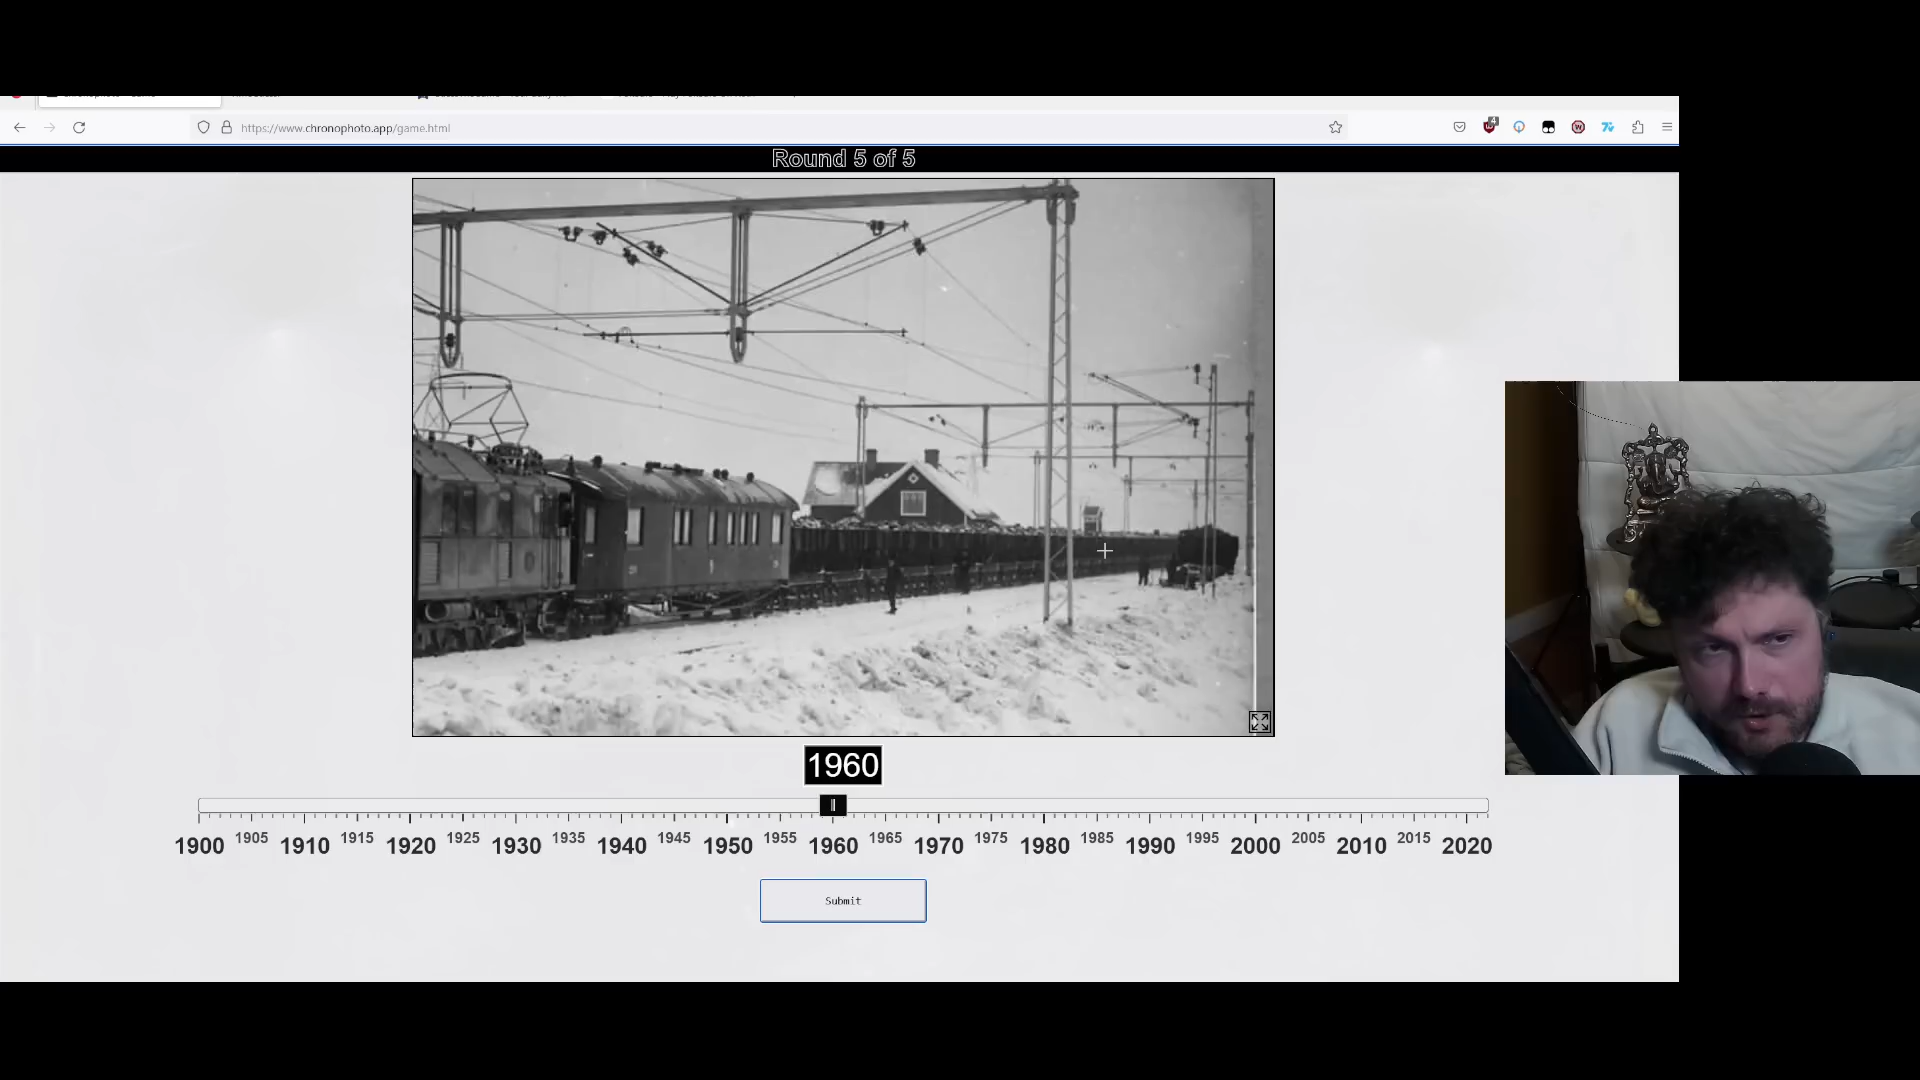 https://www.chronophoto.app/game.html
Round 5 of 5
1960
1900 1905 1910 1915 1920 1925 1930 1935 1940 1945 1950 1955 1960 1965 1970 1975 1980 1985 1990 1995 2000 2005 2010 2015 2020
Submit